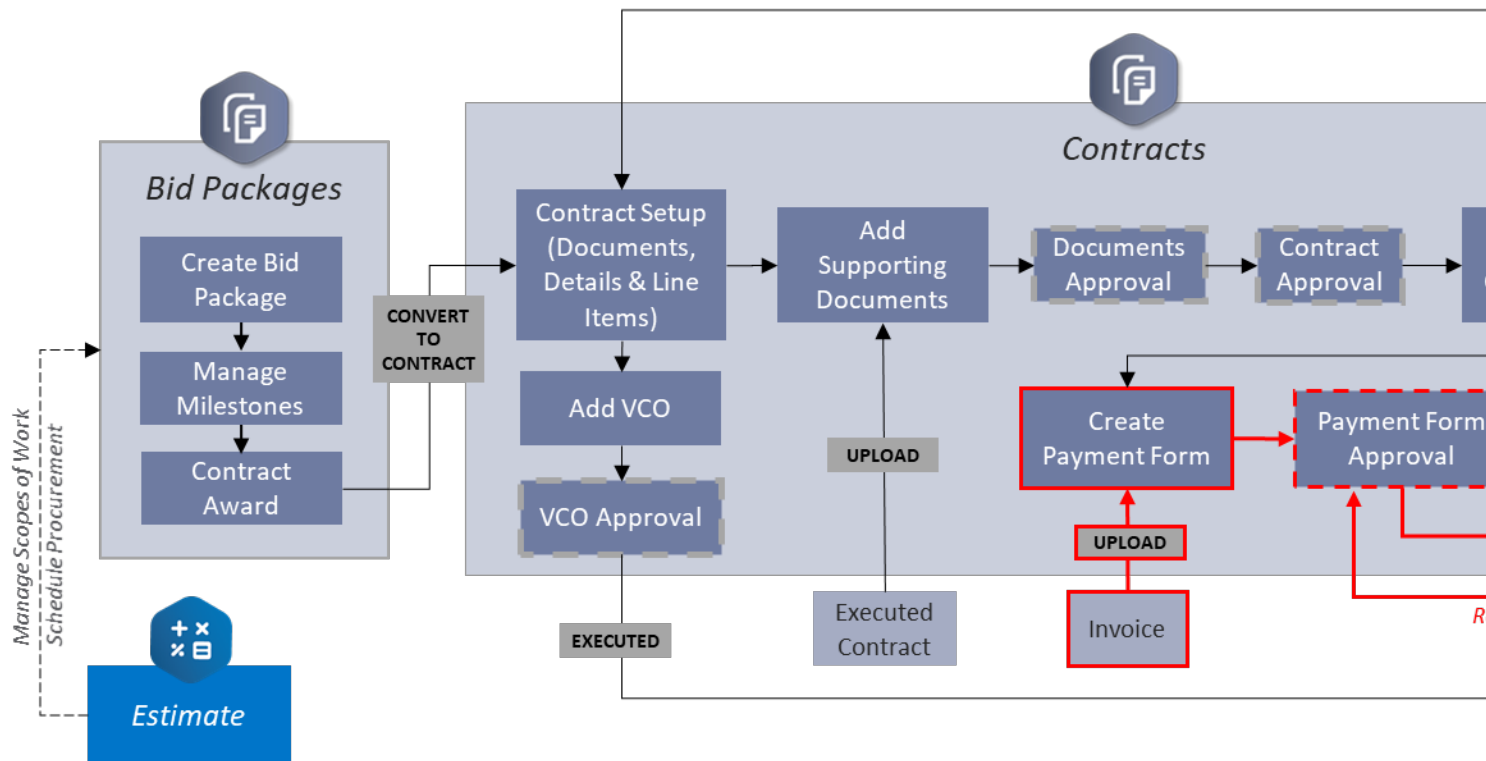 Contracts
Bid Packages
Create Bid
Package
Manage
Milestones
Contract
Award
CONVERT
TO
CONTRACT
Contract Setup
(Documents,
Details & Line
Items)
Add
Supporting
Documents
Documents
Approval
Contract
Approval
Add VCO
VCO Approval
EXECUTED
UPLOAD
Executed
Contract
Create
Payment Form
Payment Form
Approval
UPLOAD
Invoice
Manage Scopes of Work
Schedule Procurement
Estimate